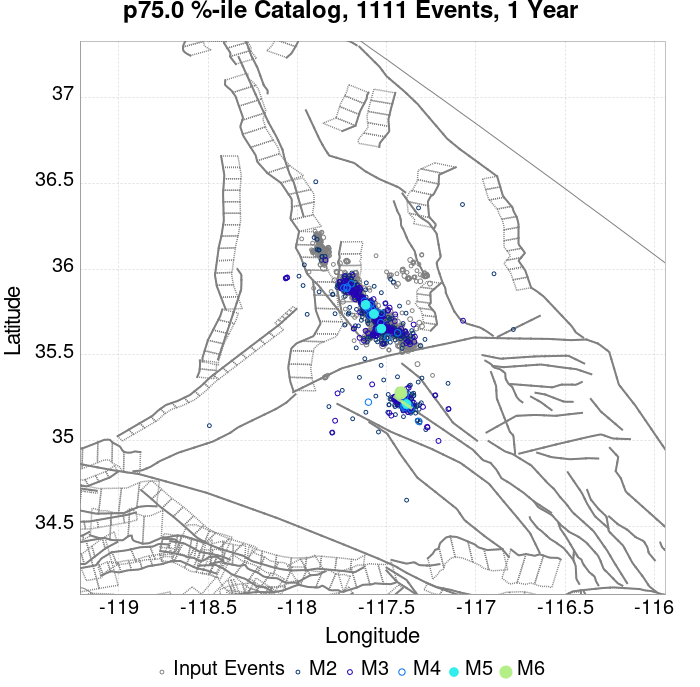 p75.0 %-ile Catalog, 1111 Events, 1 Year
37
36.5
36
35.5
35
34.5
Latitude
-119 -118.5 -118 -117.5 -117 -116.5 -116
Longitude
Input Events M2 M3 M4 M5 M6